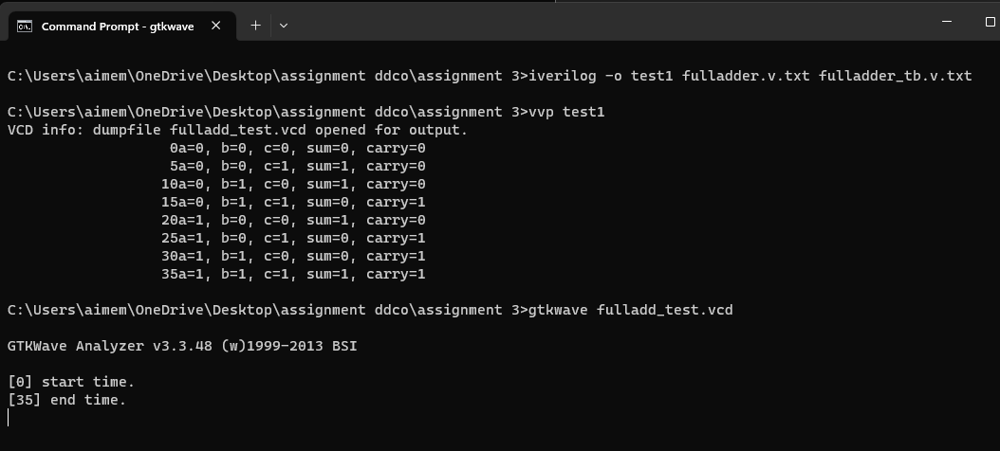 Command Prompt - gtkwave
C:\Users\aimem\OneDrive\Desktop\assignment ddco\assignment 3>iverilog -o test1 fulladder.v.txt fulladder_tb.v.txt
C:\Users\aimem\OneDrive\Desktop\assignment ddco\assignment 3>vvp test1
VCD info: dumpfile fulladd_test.vcd opened for output.
0a=0, b=0, c=0, sum=0, carry=0
5a=0, b=0, c=1, sum=1, carry=0
10a=0, b=1, c=0, sum=1, carry=0
15a=0, b=1, c=1, sum=0, carry=1
20a=1, b=0, c=0, sum=1, carry=0
25a=1, b=0, c=1, sum=0, carry=1
30a=1, b=1, c=0, sum=0, carry=1
35a=1, b=1, c=1, sum=1, carry=1
C:\Users\aimem\OneDrive\Desktop\assignment ddco\assignment 3>gtkwave fulladd_test.vcd
GTKWave Analyzer v3.3.48 (w)1999-2013 BSI
[0] start time.
[35] end time.